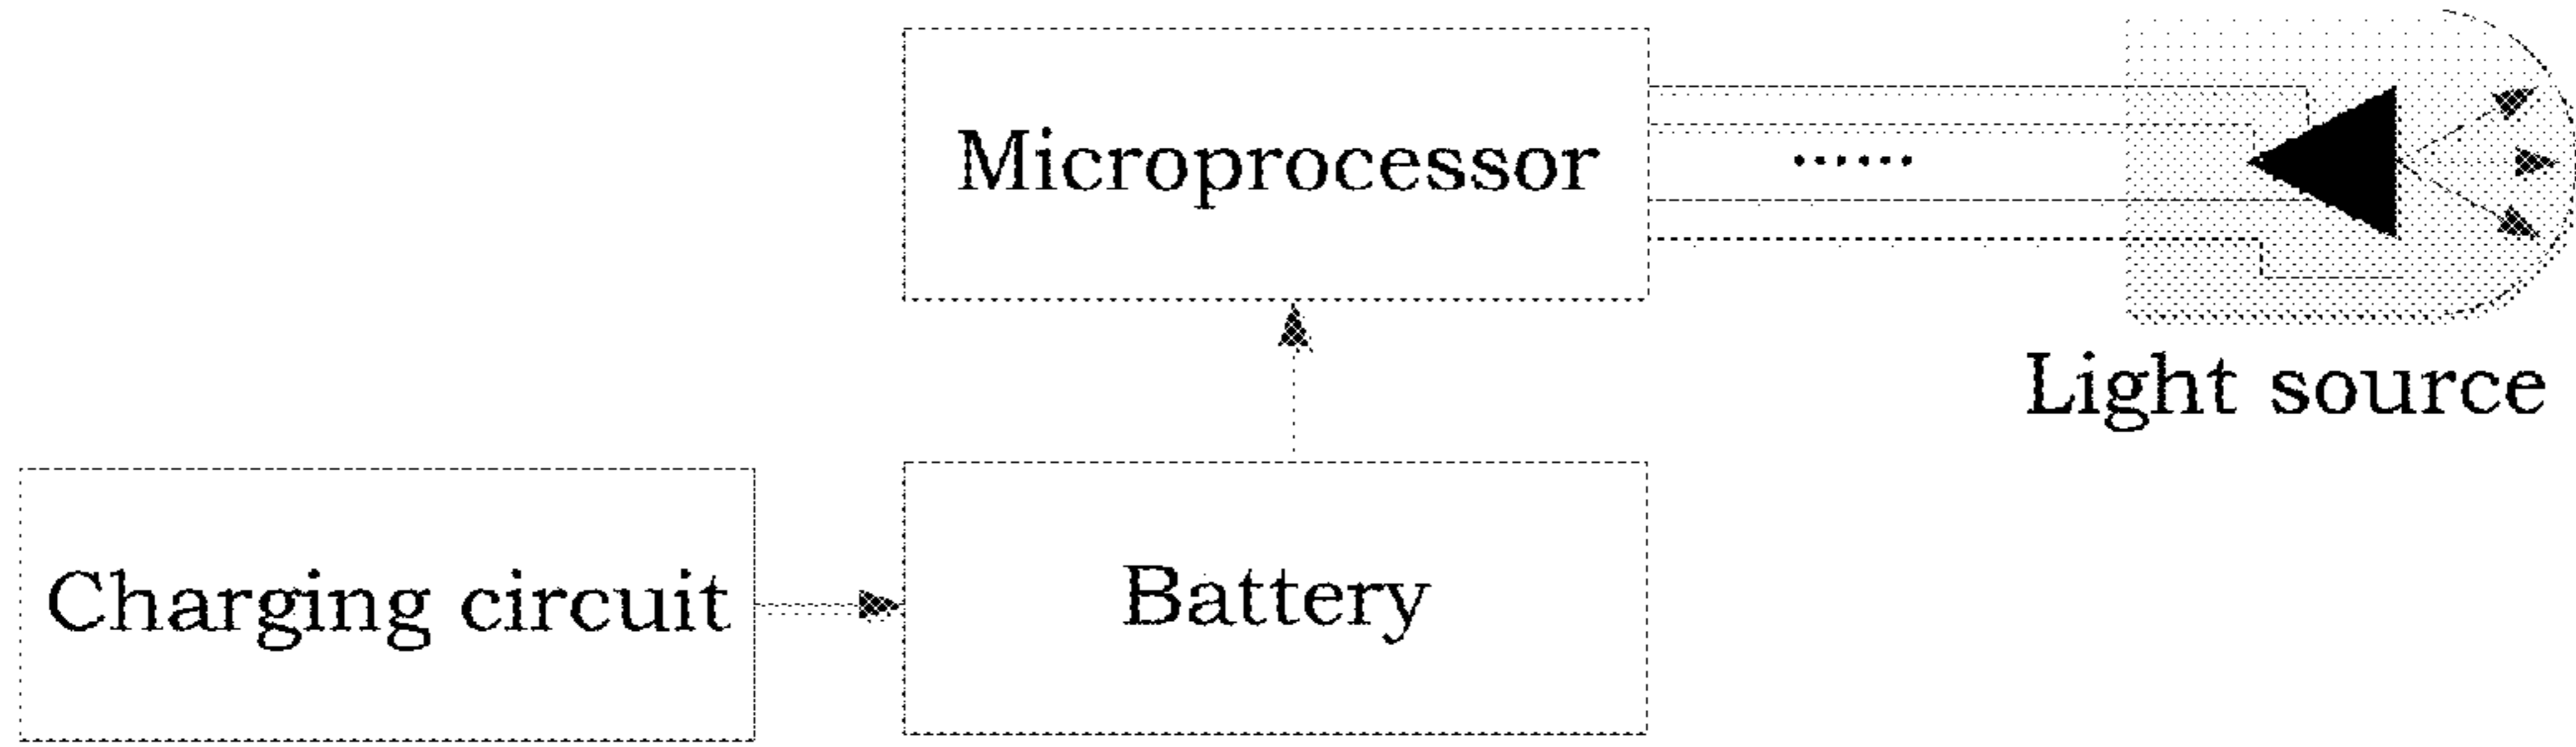 Microprocessor
......
Light source
Charging circuit
Battery